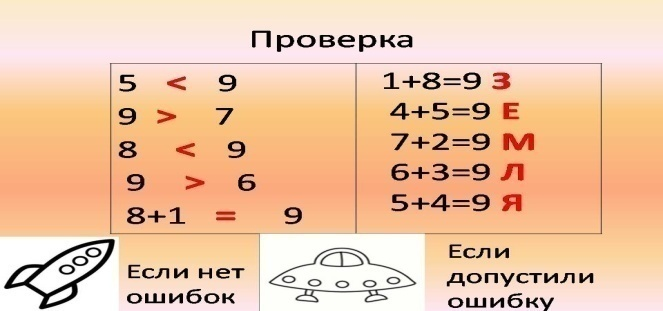 Проверка
5 < 9
9 > 7
8 < 9
9 > 6
8+1 = 9
1+8=9 З
4+5=9 Е
7+2=9 М
6+3=9 Л
5+4=9 Я
Если нет
ошибок
Если
допустили
ошибку